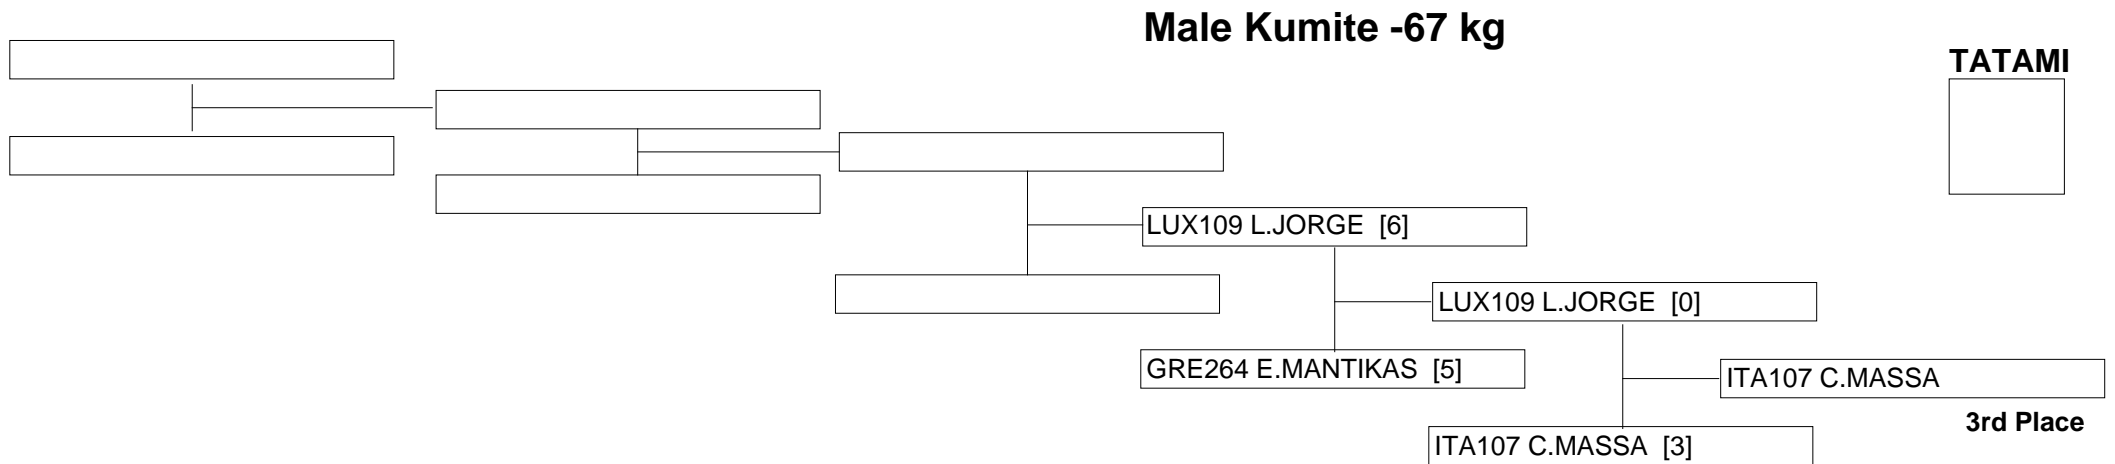 Male Kumite -67 kg
TATAMI
LUX109 L.JORGE [6]
LUX109 L.JORGE [0]
GRE264 E.MANTIKAS [5]
ITA107 C.MASSA
3rd Place
ITA107 C.MASSA [3]